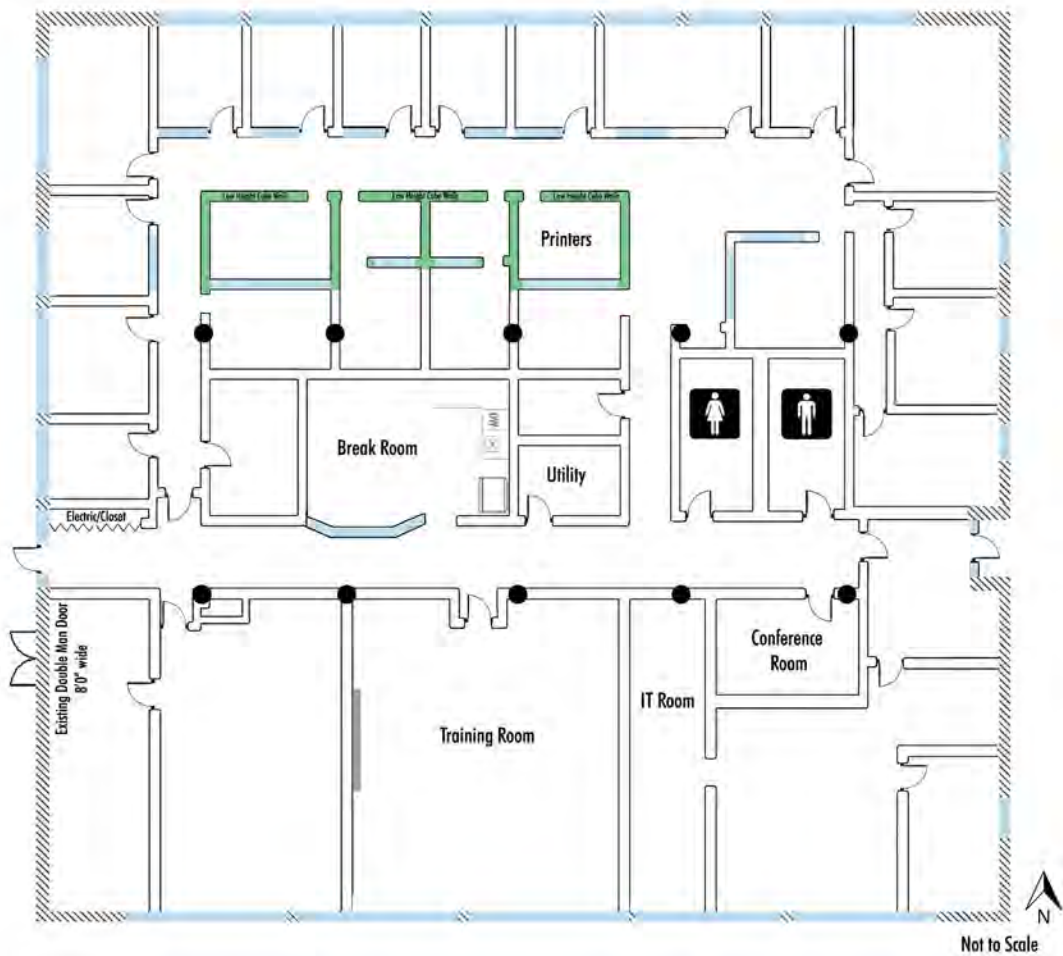 Low Height Cube Walls
Low Height Cube Walls
Low Height Cube Walls
Printers
Break Room
MW
Utility
Electric/Closet
Existing Double Man Door
8'0" wide
Conference
Room
IT Room
Training Room
N
Not to Scale